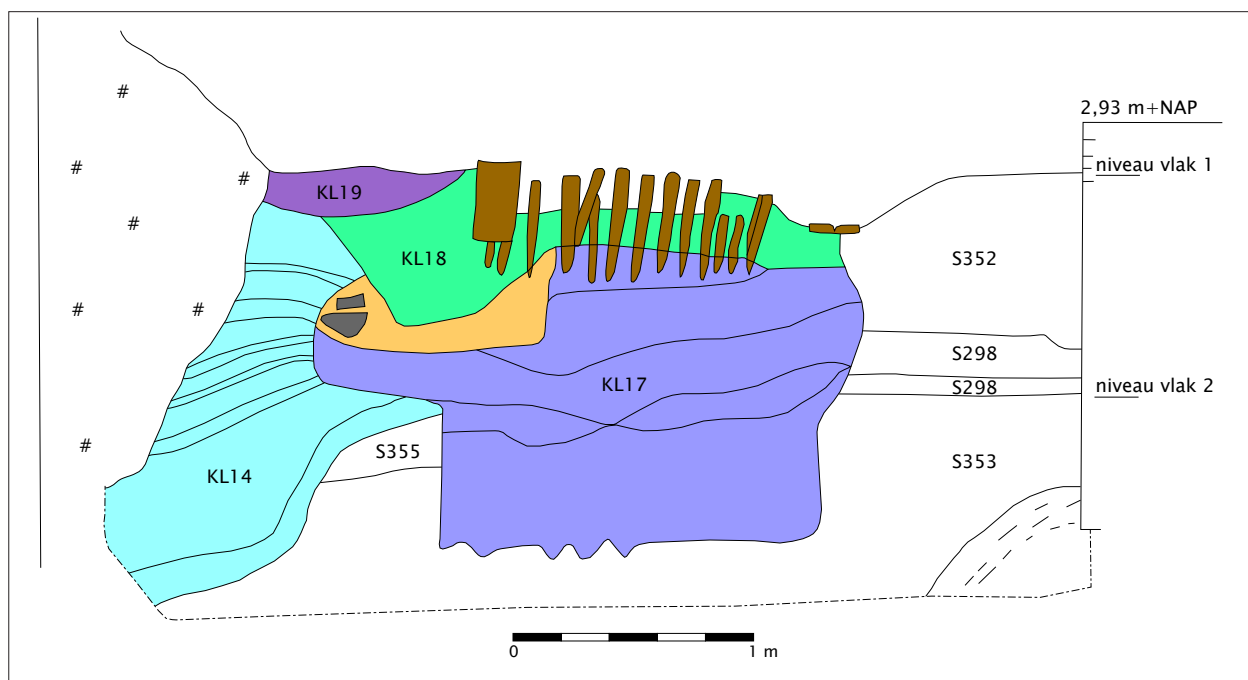 #
2,93 m+NAP
niveau vlak 1
#
#
KL19
#
KL18
S352
#
#
S298
KL17
S298
niveau vlak 2
#
S355
S353
KL14
0
1 m